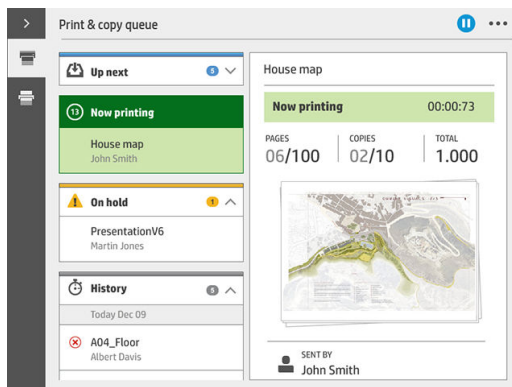 Print & copy queue
Up next
5
13
Now printing
House map
John Smith
On hold
1
PresentationV6
Martin Jones
History
5
Today Dec 09
A04_Floor
Albert Davis
House map
Now printing 00:00:73
PAGES COPIES TOTAL
06/100 02/10 1.000
SENT BY
John Smith